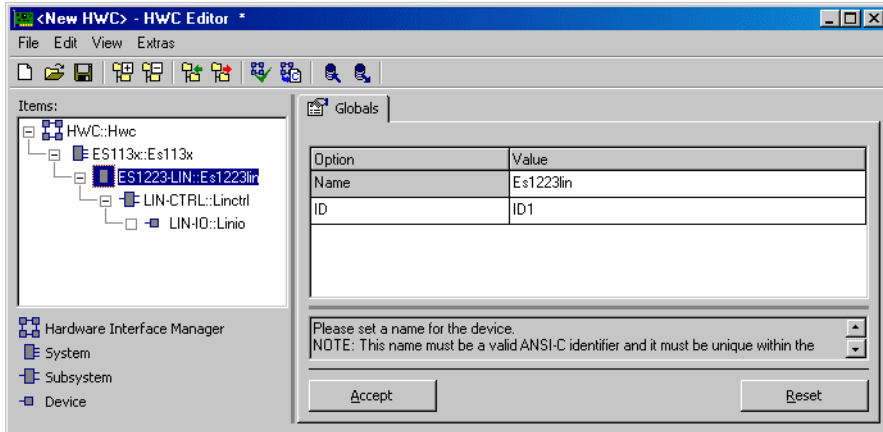 <New HWC> - HWC Editor *
File Edit View Extras
Items:
HWC::Hwc
ES113x::Es113x
ES1223-LIN::Es1223lin
LIN-CTRL::Linctrl
LIN-IO::Linio
Hardware Interface Manager
System
Subsystem
Device
Globals
Option Value
Name Es1223lin
ID ID1
Please set a name for the device.
NOTE: This name must be a valid ANSI-C identifier and it must be unique within the
Accept Reset